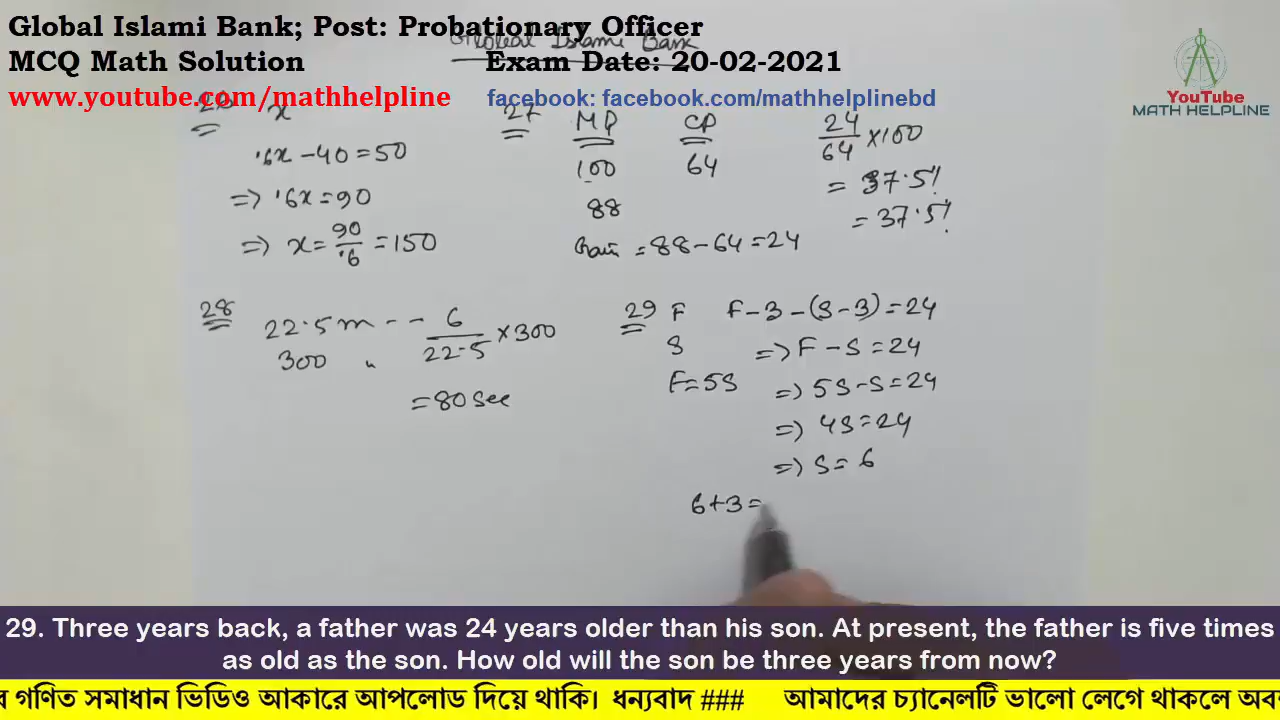 Global Islami Bank; Post: Probationary Officer
MCQ Math Solution Exam Date: 20-02-2021
www.youtube.com/mathhelpline facebook: facebook.com/mathhelplinebd
YouTube
MATH HELPLINE
Global Islami Bank
x
.6x - 40 = 50
=> .6x = 90
=> x = 90/.6 = 150
27 MP CP
100 64
88
Gain = 88 - 64 = 24
24/64 × 100
= 37.5%
= 37.5%
28 22.5m -- 6/22.5 × 300
300 "
= 80 sec
29 F F - 3 - (S - 3) = 24
S => F - S = 24
F = 5S => 5S - S = 24
=> 4S = 24
=> S = 6
6 + 3 =
29. Three years back, a father was 24 years older than his son. At present, the father is five times
as old as the son. How old will the son be three years from now?
র গণিত সমাধান ভিডিও আকারে আপলোড দিয়ে থাকি। ধন্যবাদ ### আমাদের চ্যানেলটি ভালো লেগে থাকলে অব